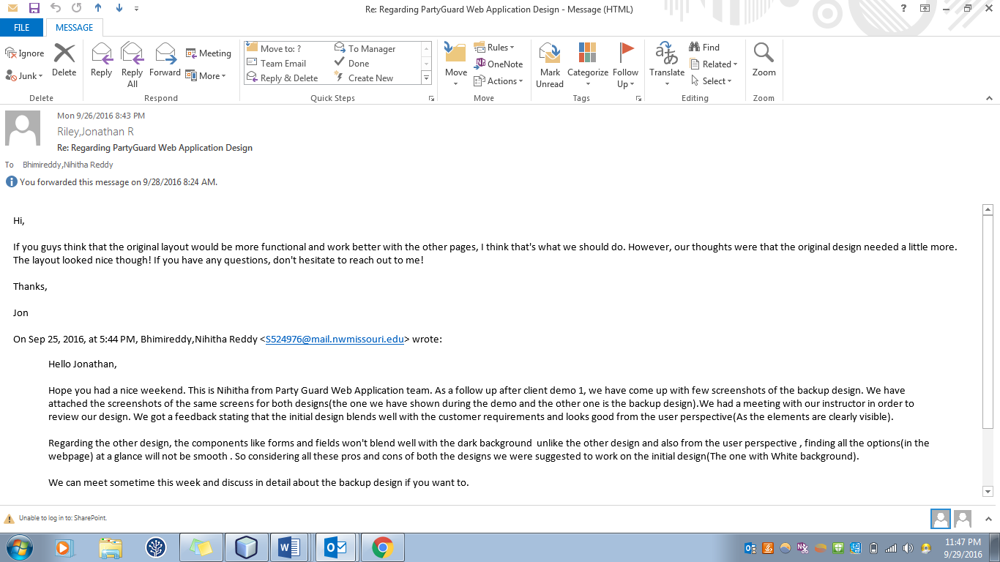 Re: Regarding PartyGuard Web Application Design - Message (HTML)
FILE
MESSAGE
Ignore
Junk
Delete
Delete
Reply
Reply All
Forward
Meeting
More
Respond
Move to: ?
Team Email
Reply & Delete
To Manager
Done
Create New
Quick Steps
Move
Rules
OneNote
Actions
Move
Mark Unread
Categorize
Follow Up
Tags
Translate
Find
Related
Select
Editing
Zoom
Zoom
Mon 9/26/2016 8:43 PM
Riley,Jonathan R
Re: Regarding PartyGuard Web Application Design
To Bhimireddy,Nihitha Reddy
You forwarded this message on 9/28/2016 8:24 AM.
Hi,
If you guys think that the original layout would be more functional and work better with the other pages, I think that's what we should do. However, our thoughts were that the original design needed a little more.
The layout looked nice though! If you have any questions, don't hesitate to reach out to me!
Thanks,
Jon
On Sep 25, 2016, at 5:44 PM, Bhimireddy,Nihitha Reddy <S524976@mail.nwmissouri.edu> wrote:
Hello Jonathan,
Hope you had a nice weekend. This is Nihitha from Party Guard Web Application team. As a follow up after client demo 1, we have come up with few screenshots of the backup design. We have
attached the screenshots of the same screens for both designs(the one we have shown during the demo and the other one is the backup design).We had a meeting with our instructor in order to
review our design. We got a feedback stating that the initial design blends well with the customer requirements and looks good from the user perspective(As the elements are clearly visible).
Regarding the other design, the components like forms and fields won't blend well with the dark background unlike the other design and also from the user perspective , finding all the options(in the
webpage) at a glance will not be smooth . So considering all these pros and cons of both the designs we were suggested to work on the initial design(The one with White background).
We can meet sometime this week and discuss in detail about the backup design if you want to.
Unable to log in to: SharePoint.
11:47 PM
9/29/2016